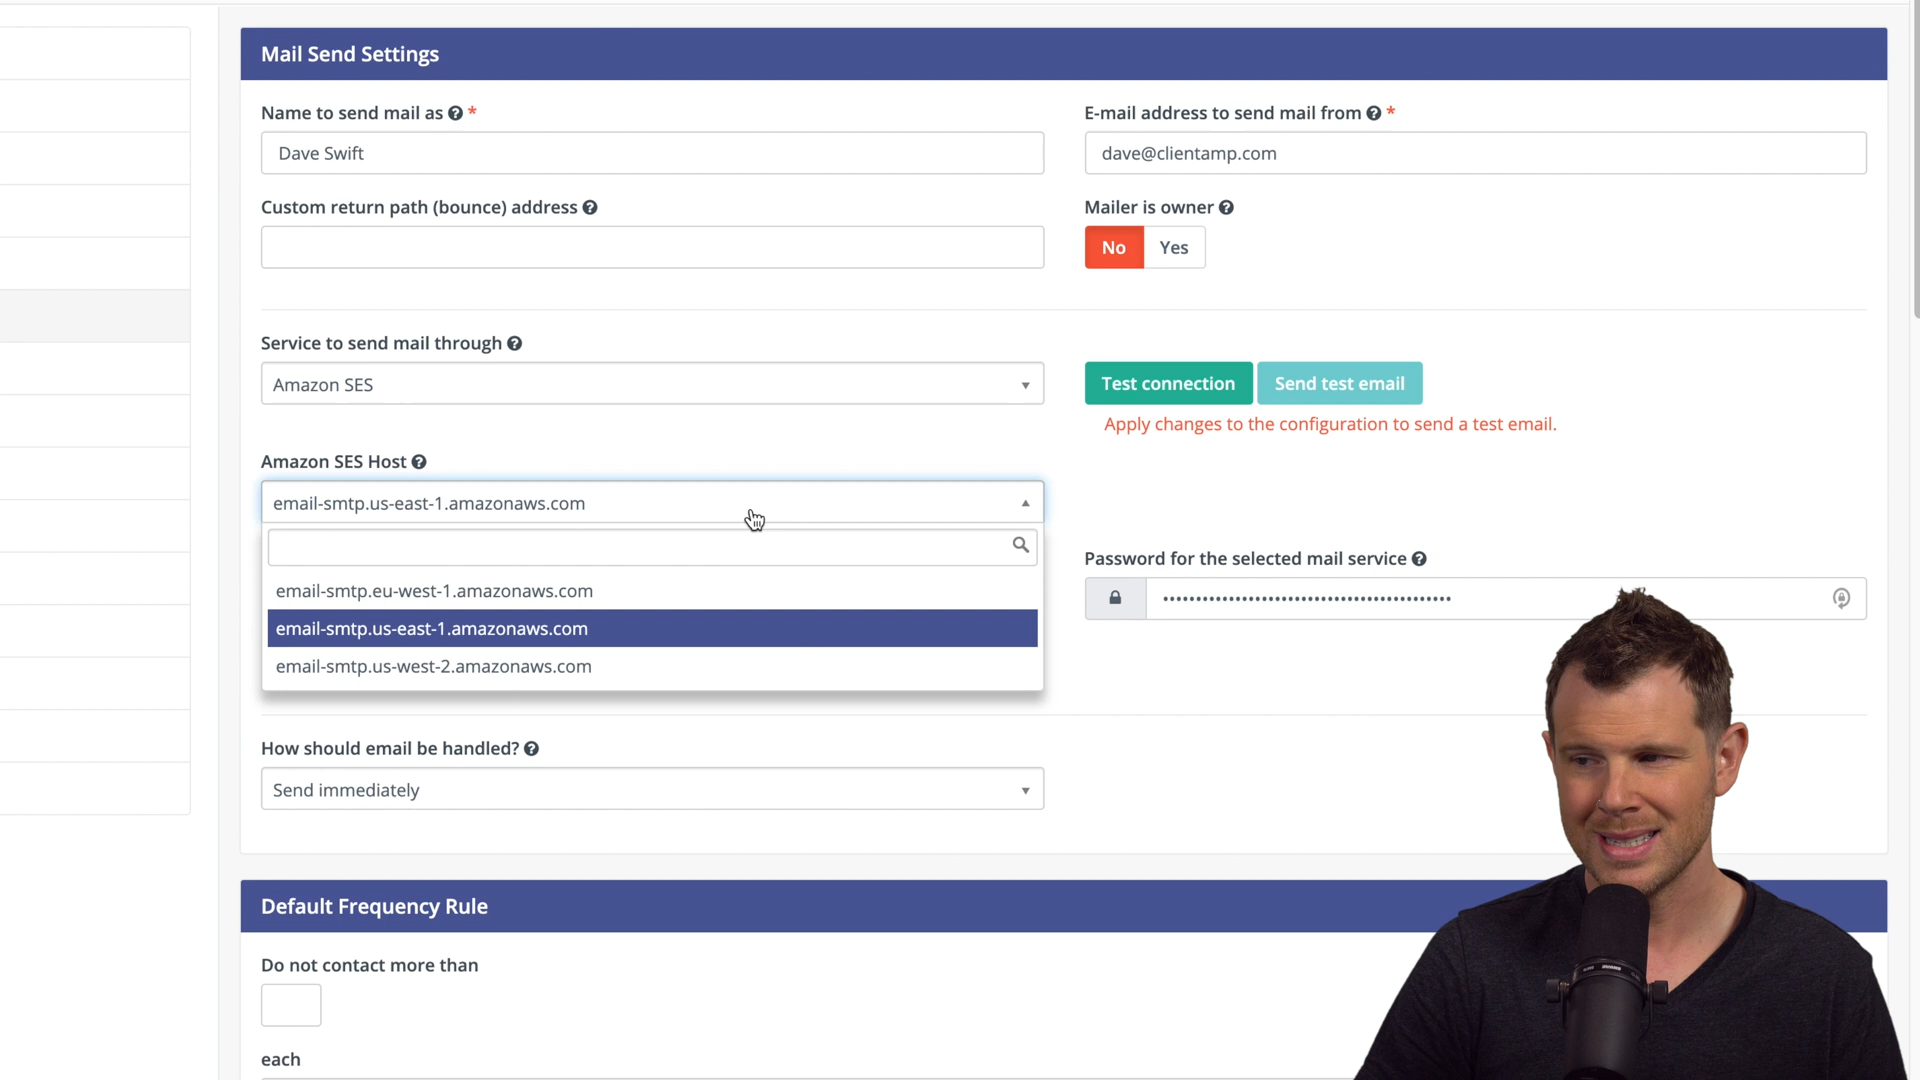 Mail Send Settings
Name to send mail as *
E-mail address to send mail from *
Dave Swift
dave@clientamp.com
Custom return path (bounce) address
Mailer is owner
No Yes
Service to send mail through
Amazon SES
Test connection
Send test email
Apply changes to the configuration to send a test email.
Amazon SES Host
email-smtp.us-east-1.amazonaws.com
email-smtp.eu-west-1.amazonaws.com
email-smtp.us-east-1.amazonaws.com
email-smtp.us-west-2.amazonaws.com
Password for the selected mail service
How should email be handled?
Send immediately
Default Frequency Rule
Do not contact more than
each